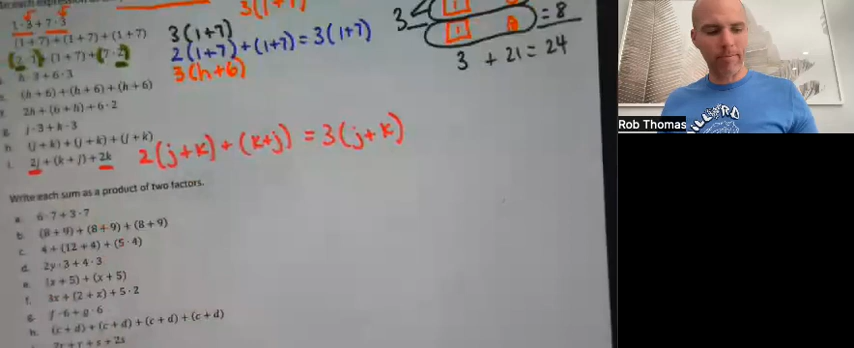 3(1+7)
1 · 3 + 7 · 3
(1+7) + (1+7) + (1+7)
3(1+7)
+ (1+7) +
2(1+7)+(1+7)=3(1+7)
h · 3 + 6 · 3
3(h+6)
(h + 6) + (h + 6) + (h + 6)
2h + (6 + h) + 6 · 2
g. j · 3 + k · 3
h. (j + k) + (j + k) + (j + k)
i. 2j + (k + j) + 2k
2(j+k)+(k+j) = 3(j+k)
3
= 8
3 + 21 = 24
Write each sum as a product of two factors.
a. 6 · 7 + 3 · 7
b. (8 + 9) + (8 + 9) + (8 + 9)
c. 4 + (12 + 4) + (5 · 4)
d. 2y · 3 + 4 · 3
e. (x + 5) + (x + 5)
f. 3x + (2 + x) + 5 · 2
g. f · 6 + g · 6
h. (c + d) + (c + d) + (c + d) + (c + d)
2r + r + s + 2s
Rob Thomas